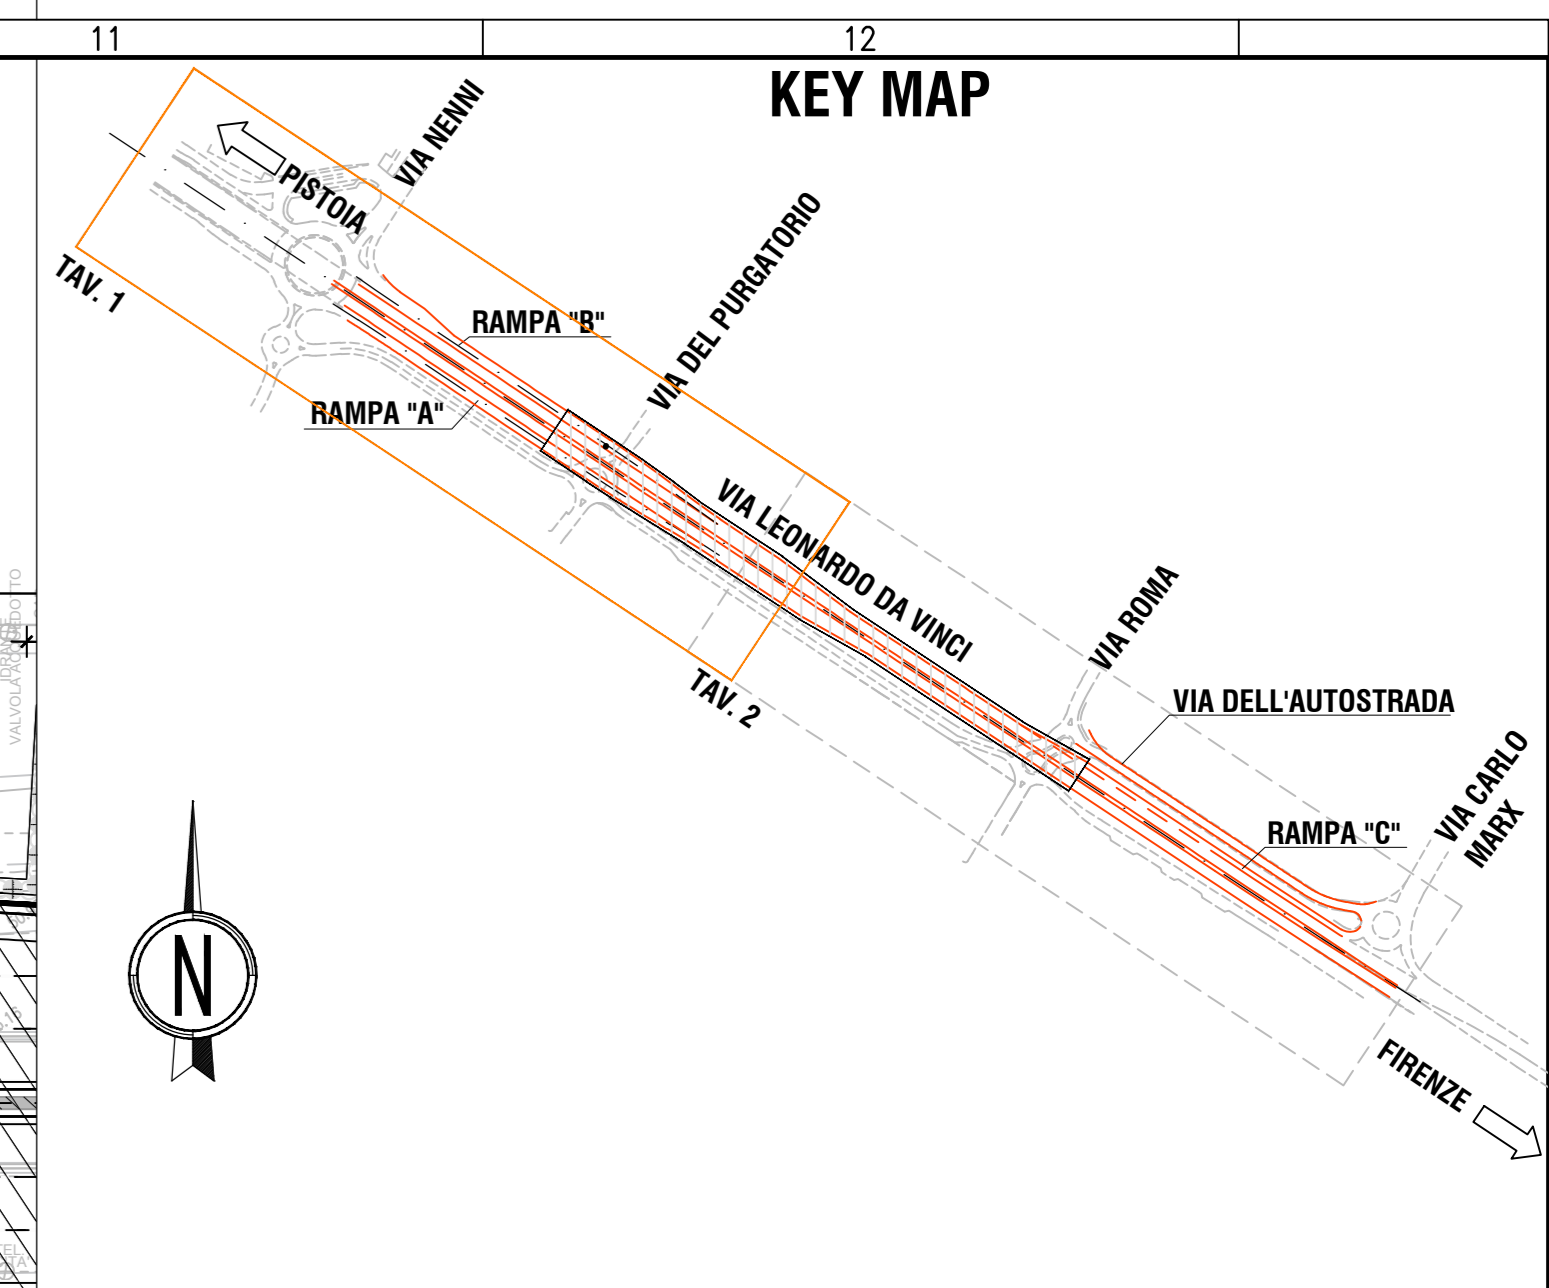 11
12
KEY MAP
VIA NENNI
PISTOIA
TAV. 1
VIA DEL PURGATORIO
RAMPA "B"
RAMPA "A"
VIA LEONARDO DA VINCI
TAV. 2
VIA ROMA
VIA DELL'AUTOSTRADA
VIA CARLO
MARX
RAMPA "C"
FIRENZE
N